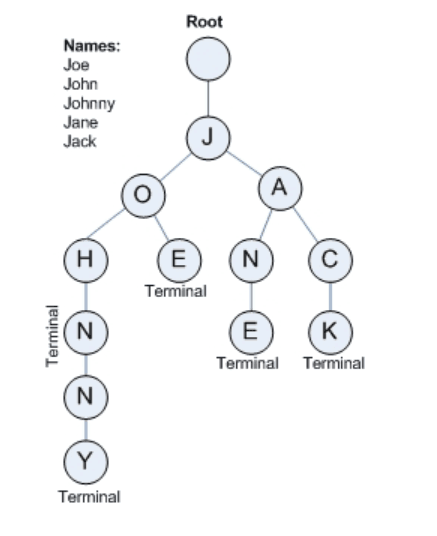 Root
Names:
Joe
John
Johnny
Jane
Jack
J
O
A
H
E
N
C
Terminal
Terminal
N
E
K
Terminal
Terminal
N
Y
Terminal